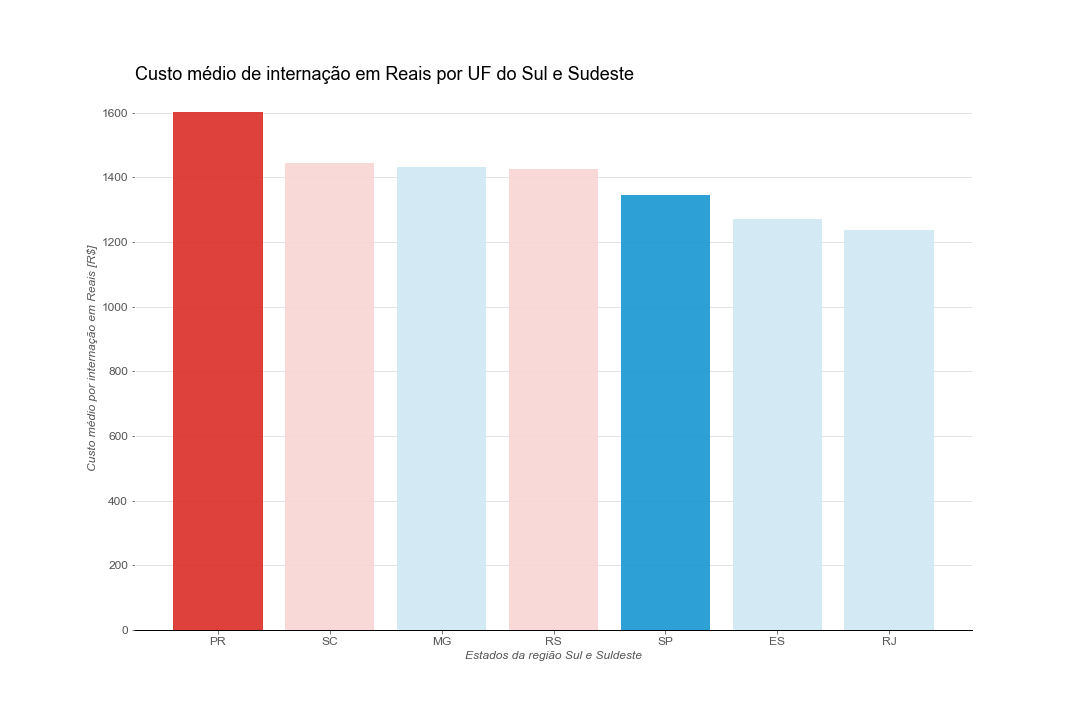 Custo médio de internação em Reais por UF do Sul e Sudeste
Custo médio por internação em Reais [R$]
1600
1400
1200
1000
800
600
400
200
0
PR SC MG RS SP ES RJ
Estados da região Sul e Suldeste